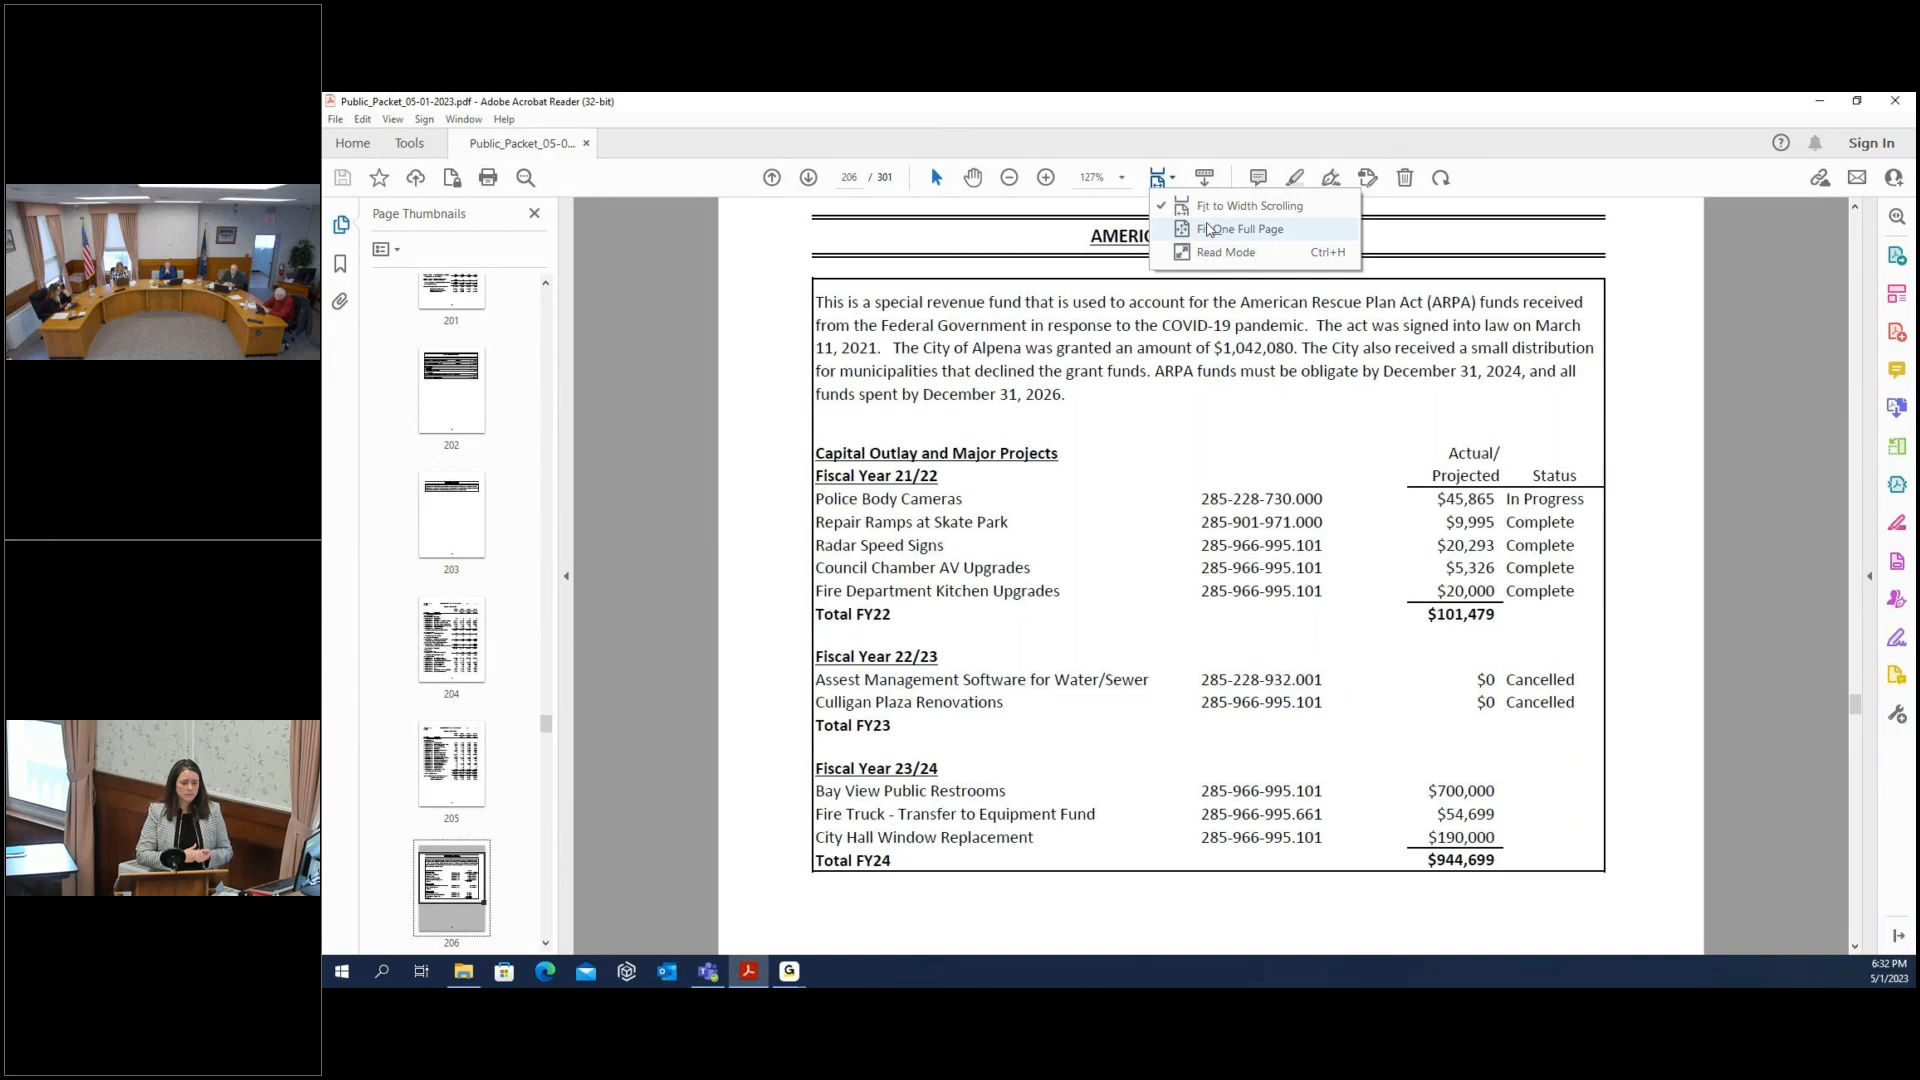 Public_Packet_05-01-2023.pdf - Adobe Acrobat Reader (32-bit)
File Edit View Sign Window Help
Home Tools Public_Packet_05-0... × Sign In
206 / 301 127%
Page Thumbnails
Fit to Width Scrolling
Fit One Full Page
Read Mode Ctrl+H
201
202
203
204
205
206
AMERIC
This is a special revenue fund that is used to account for the American Rescue Plan Act (ARPA) funds received
from the Federal Government in response to the COVID-19 pandemic. The act was signed into law on March
11, 2021. The City of Alpena was granted an amount of $1,042,080. The City also received a small distribution
for municipalities that declined the grant funds. ARPA funds must be obligate by December 31, 2024, and all
funds spent by December 31, 2026.
Capital Outlay and Major Projects Actual/
Fiscal Year 21/22 Projected Status
Police Body Cameras 285-228-730.000 $45,865 In Progress
Repair Ramps at Skate Park 285-901-971.000 $9,995 Complete
Radar Speed Signs 285-966-995.101 $20,293 Complete
Council Chamber AV Upgrades 285-966-995.101 $5,326 Complete
Fire Department Kitchen Upgrades 285-966-995.101 $20,000 Complete
Total FY22 $101,479
Fiscal Year 22/23
Assest Management Software for Water/Sewer 285-228-932.001 $0 Cancelled
Culligan Plaza Renovations 285-966-995.101 $0 Cancelled
Total FY23
Fiscal Year 23/24
Bay View Public Restrooms 285-966-995.101 $700,000
Fire Truck - Transfer to Equipment Fund 285-966-995.661 $54,699
City Hall Window Replacement 285-966-995.101 $190,000
Total FY24 $944,699
6:32 PM
5/1/2023